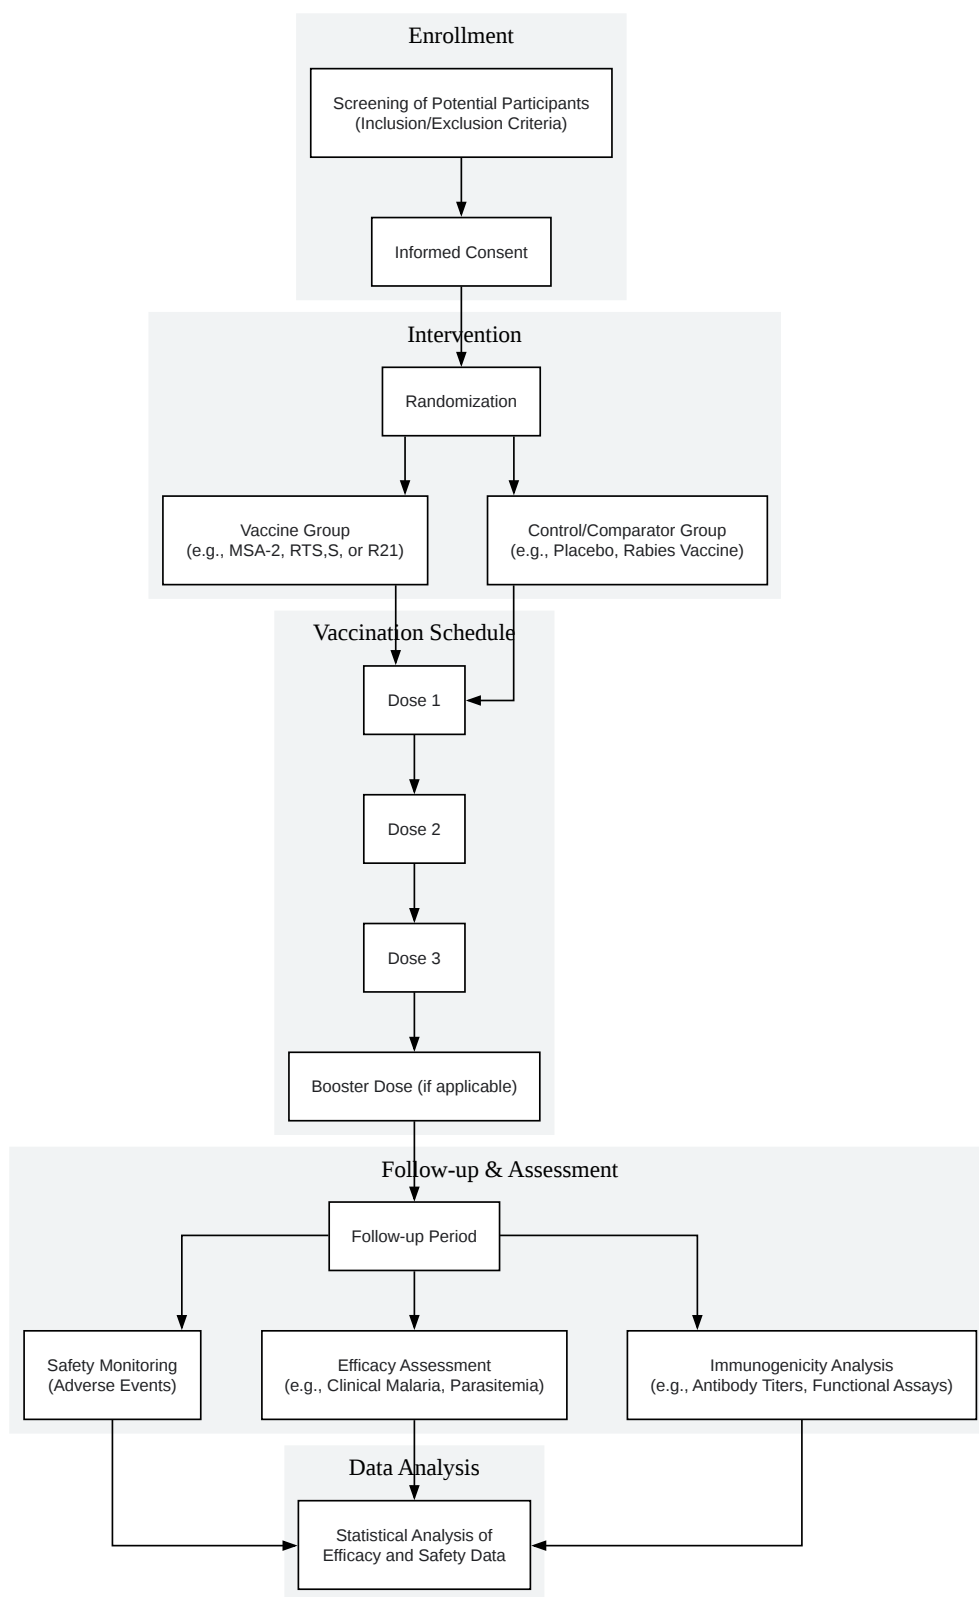 Enrollment
Screening of Potential Participants
(Inclusion/Exclusion Criteria)
Informed Consent
Intervention
Randomization
Vaccine Group
(e.g., MSA-2, RTS,S, or R21)
Control/Comparator Group
(e.g., Placebo, Rabies Vaccine)
Vaccination Schedule
Dose 1
Dose 2
Dose 3
Booster Dose (if applicable)
Follow-up & Assessment
Follow-up Period
Safety Monitoring
(Adverse Events)
Efficacy Assessment
(e.g., Clinical Malaria, Parasitemia)
Immunogenicity Analysis
(e.g., Antibody Titers, Functional Assays)
Data Analysis
Statistical Analysis of
Efficacy and Safety Data